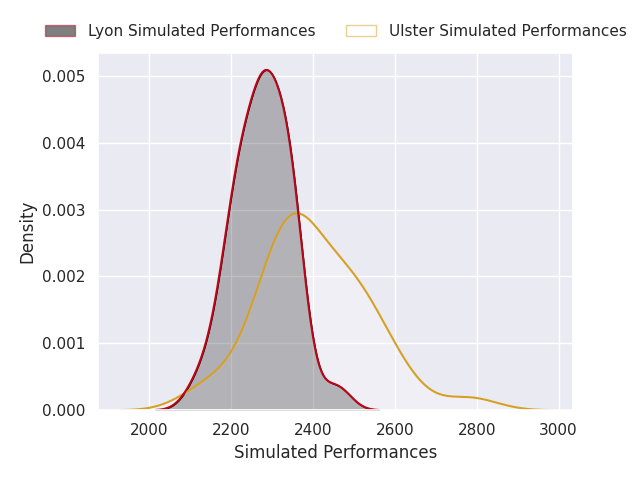 Lyon Simulated Performances
Ulster Simulated Performances
0.005
0.004
0.003
0.002
0.001
0.000
Density
2000 2200 2400 2600 2800 3000
Simulated Performances